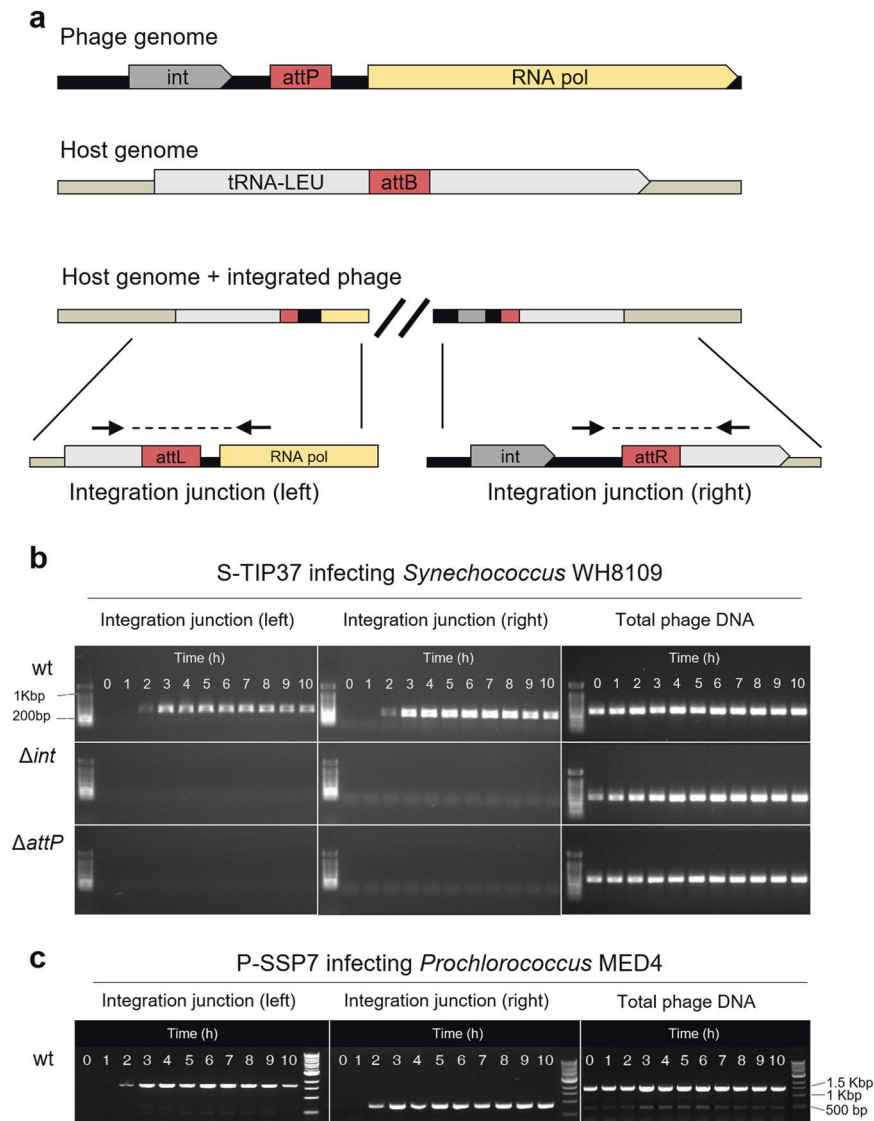 a
Phage genome
int attP RNA pol
Host genome
tRNA-LEU attB
Host genome + integrated phage
int attR
attL RNA pol
Integration junction (left) Integration junction (right)
b
S-TIP37 infecting Synechococcus WH8109
Integration junction (left) Integration junction (right) Total phage DNA
wt Time (h) Time (h) Time (h)
0 1 2 3 4 5 6 7 8 9 10 0 1 2 3 4 5 6 7 8 9 10 0 1 2 3 4 5 6 7 8 9 10
1Kbp
200bp
Δint
ΔattP
c
P-SSP7 infecting Prochlorococcus MED4
Integration junction (left) Integration junction (right) Total phage DNA
Time (h) Time (h) Time (h)
wt 0 1 2 3 4 5 6 7 8 9 10 0 1 2 3 4 5 6 7 8 9 10 0 1 2 3 4 5 6 7 8 9 10
1.5 Kbp
1 Kbp
500 bp